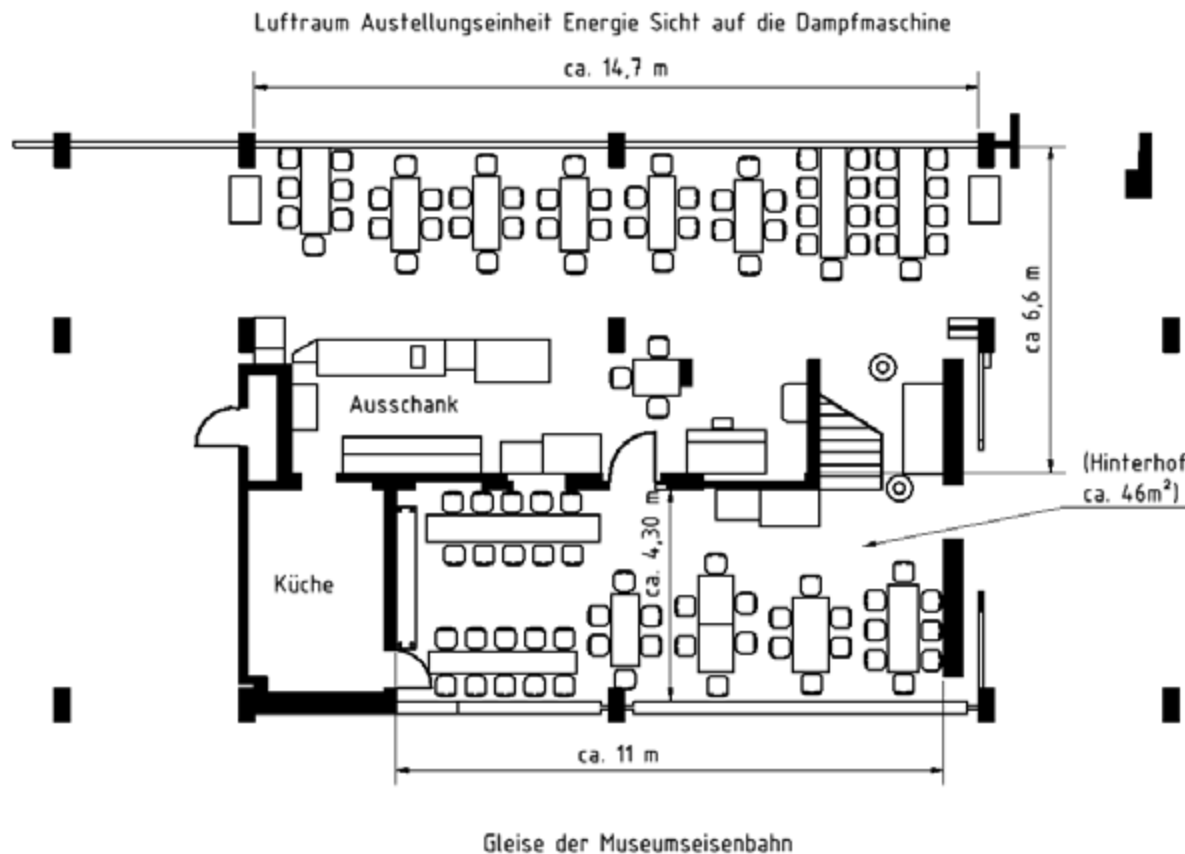 Luftraum Austellungseinheit Energie Sicht auf die Dampfmaschine
ca. 14,7 m
ca 6,6 m
Ausschank
(Hinterhof
ca. 46m²)
ca. 4,30 m
Küche
ca. 11 m
Gleise der Museumseisenbahn